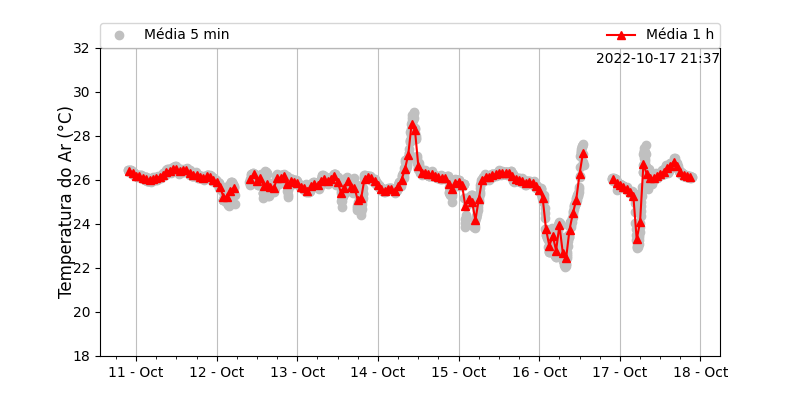 Média 5 min
Média 1 h
2022-10-17 21:37
Temperatura do Ar (°C)
32
30
28
26
24
22
20
18
11 - Oct
12 - Oct
13 - Oct
14 - Oct
15 - Oct
16 - Oct
17 - Oct
18 - Oct